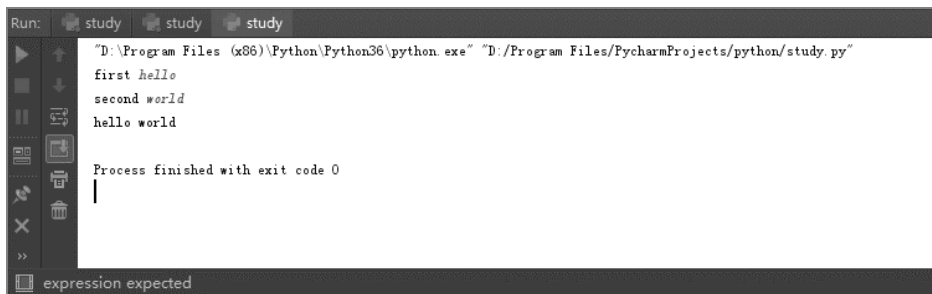 Run: study study study
"D:\Program Files (x86)\Python\Python36\python.exe" "D:/Program Files/PycharmProjects/python/study.py"
first hello
second world
hello world
Process finished with exit code 0
expression expected